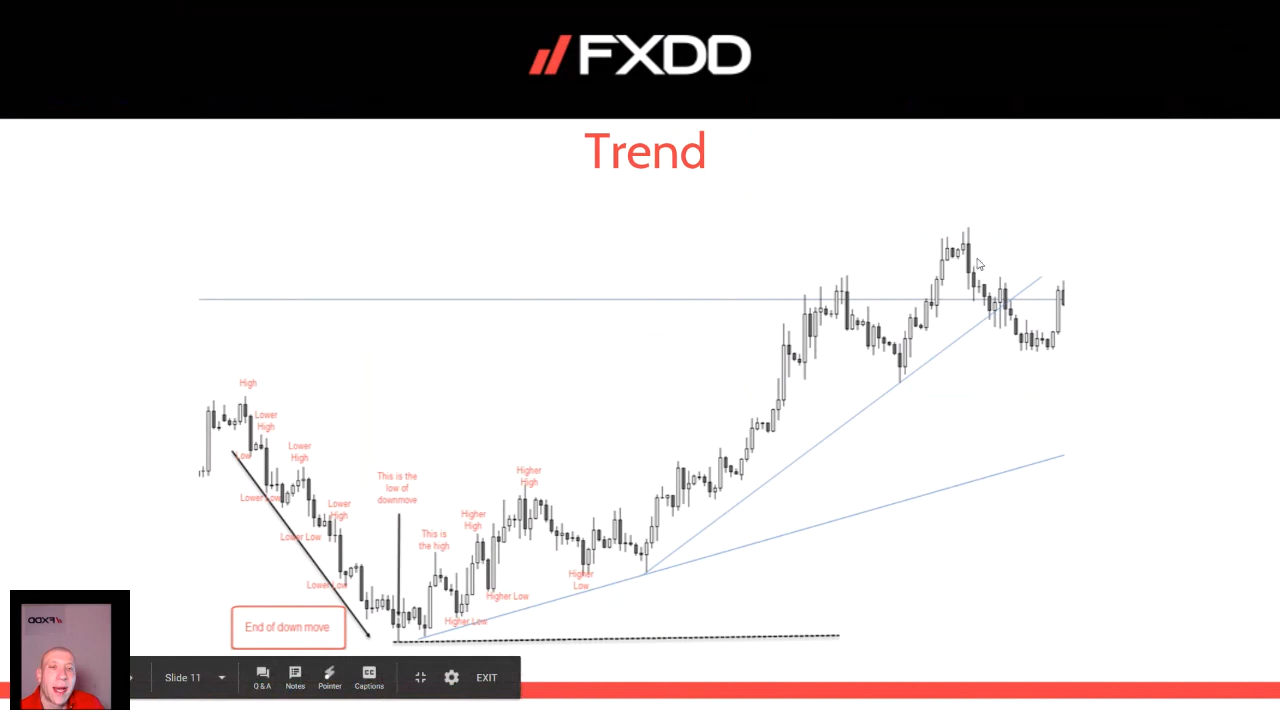 FXDD
Trend
High
Lower
High
Low
Lower
High
Lower Low
Lower
High
Lower Low
Lower Low
This is the
low of
downmove
This is
the high
Higher
High
Higher
High
Higher
Low
Higher Low
Higher Low
End of down move
FXDD
Slide 11
Q & A
Notes
Pointer
CC
Captions
EXIT